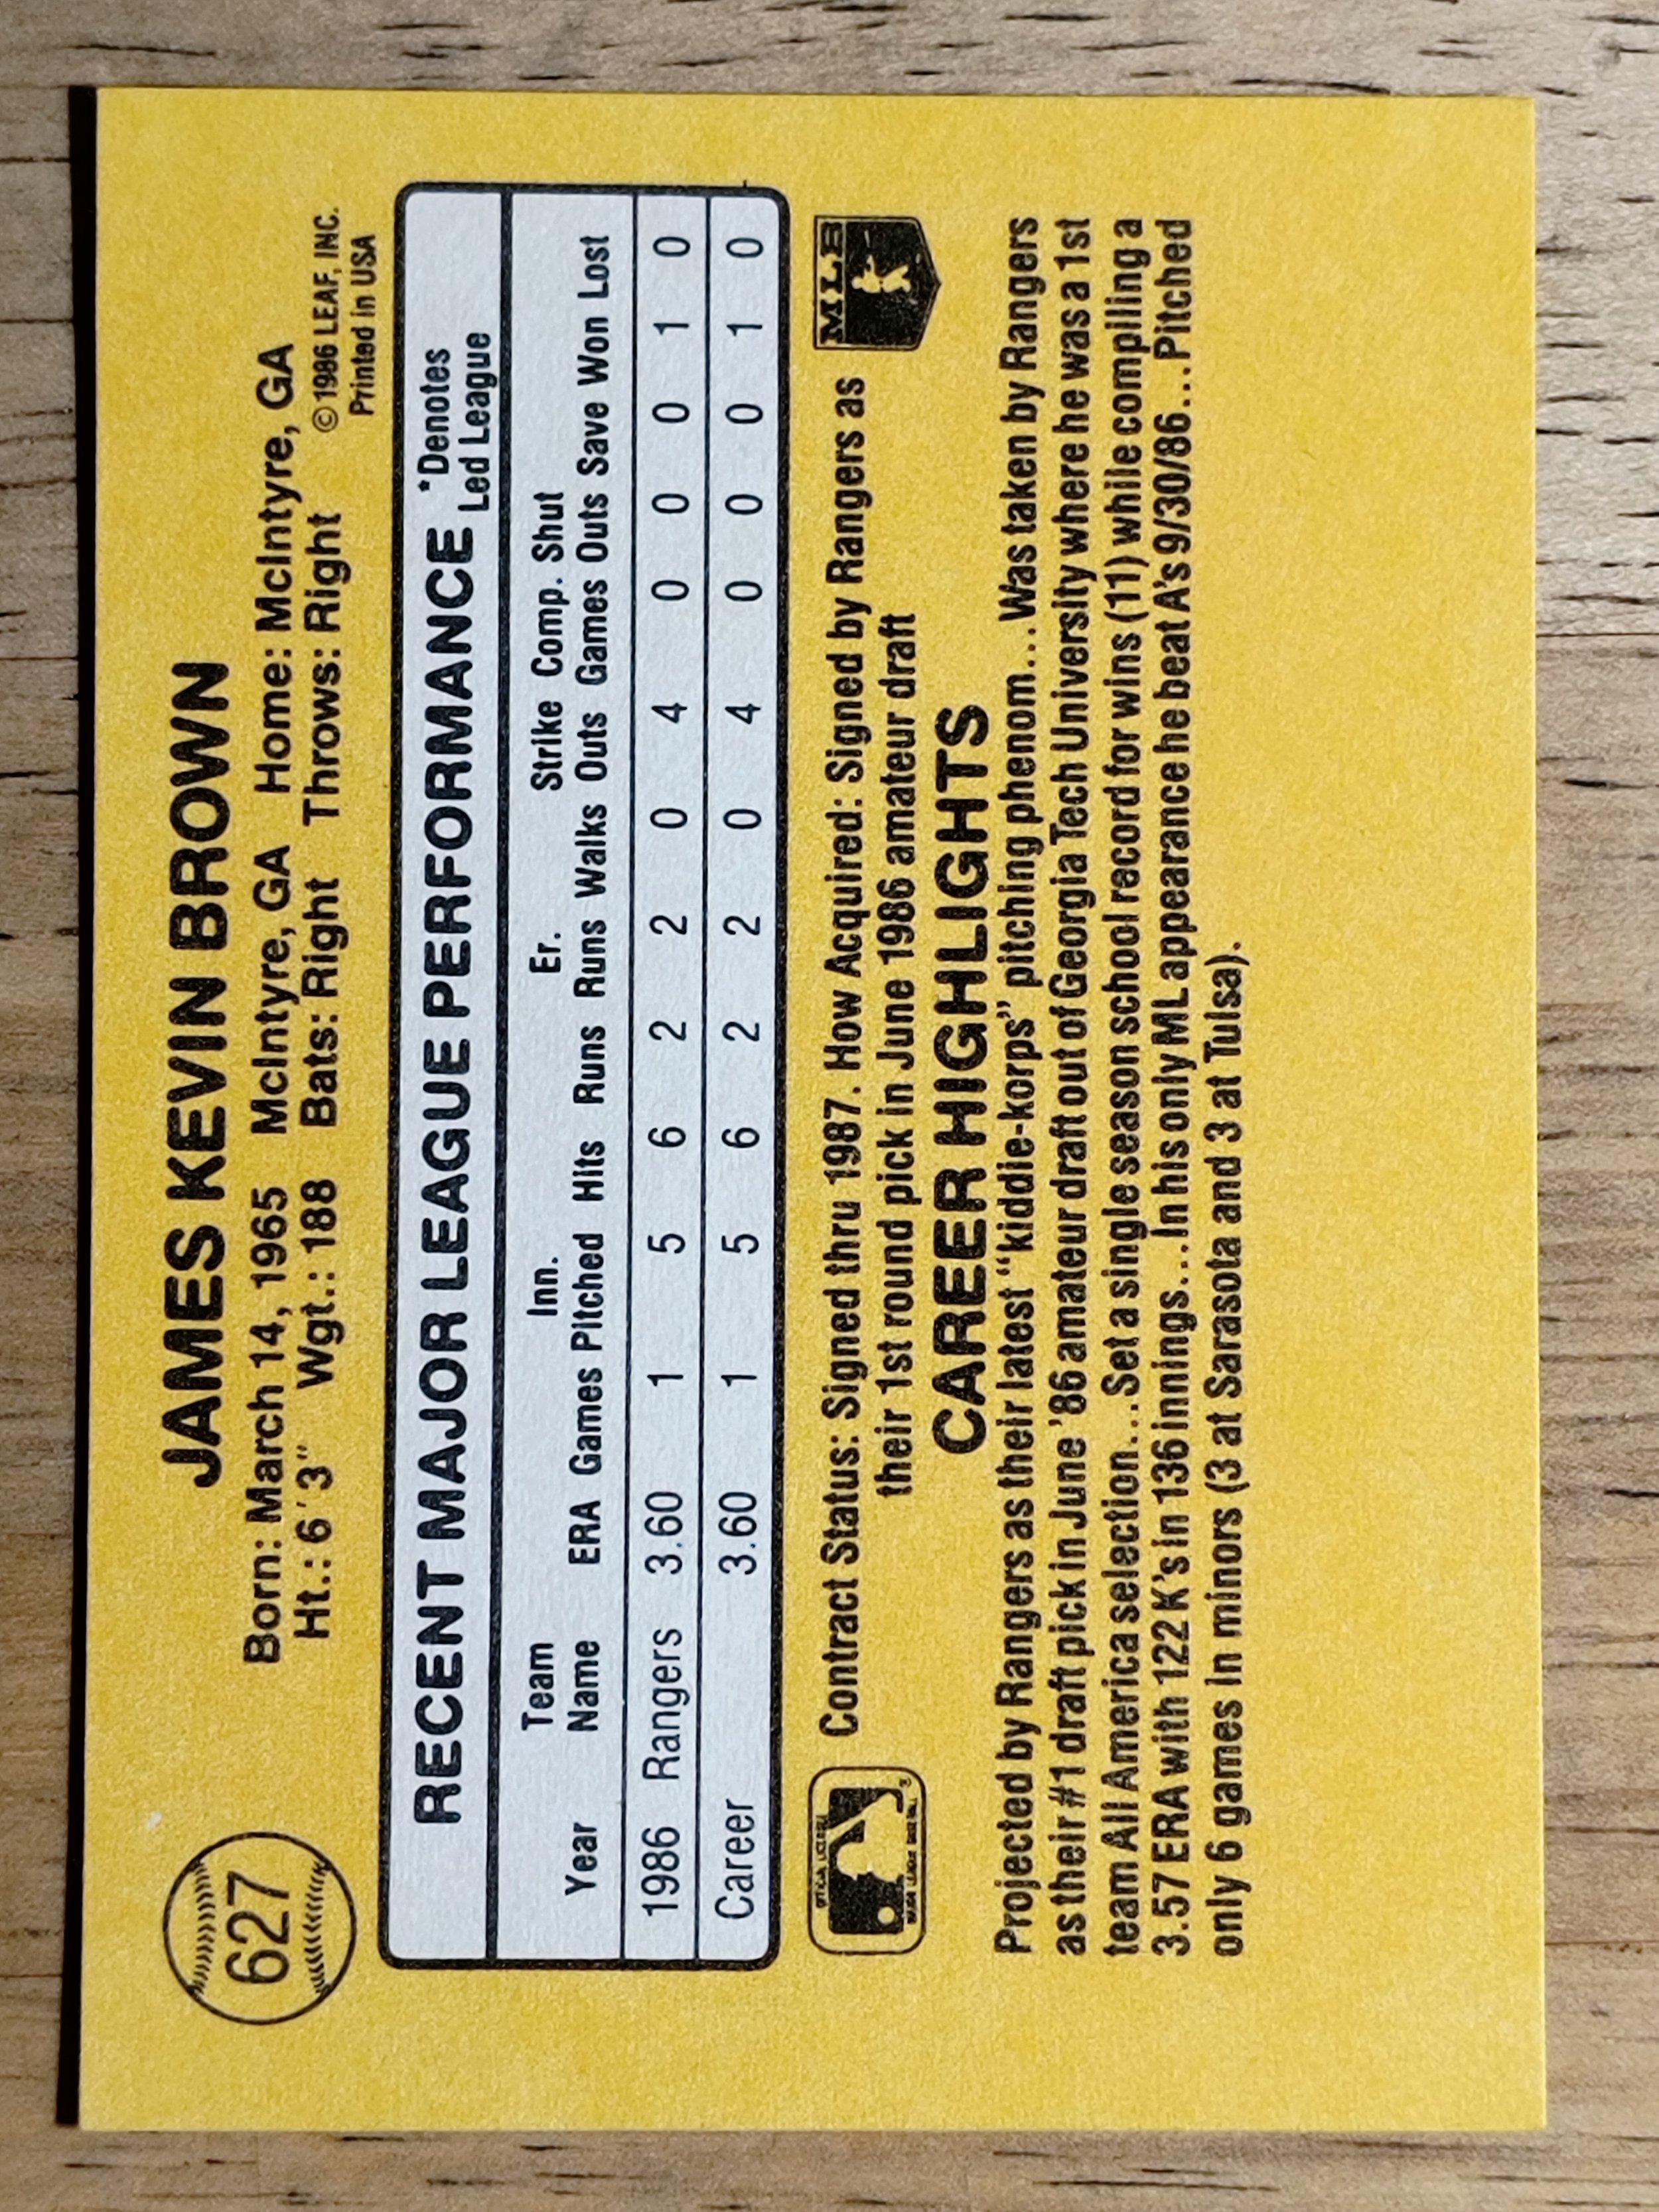 627
JAMES KEVIN BROWN
Born: March 14, 1965 McIntyre, GA Home: McIntyre, GA
Ht.: 6'3" Wgt.: 188 Bats: Right Throws: Right
© 1986 LEAF, INC.
Printed in USA
RECENT MAJOR LEAGUE PERFORMANCE
*Denotes
Led League
Team Inn. Er. Strike Comp. Shut
Year Name ERA Games Pitched Hits Runs Runs Walks Outs Games Outs Save Won Lost
1986 Rangers 3.60 1 5 6 2 2 0 4 0 0 0 1 0
Career 3.60 1 5 6 2 2 0 4 0 0 0 1 0
OFFICIAL LICENSEE
MAJOR LEAGUE BASEBALL
®
Contract Status: Signed thru 1987. How Acquired: Signed by Rangers as
their 1st round pick in June 1986 amateur draft
MLB
CAREER HIGHLIGHTS
Projected by Rangers as their latest "kiddie-korps" pitching phenom...Was taken by Rangers
as their #1 draft pick in June '86 amateur draft out of Georgia Tech University where he was a 1st
team All America selection...Set a single season school record for wins (11) while compiling a
3.57 ERA with 122 K's in 136 innings...In his only ML appearance he beat A's 9/30/86...Pitched
only 6 games in minors (3 at Sarasota and 3 at Tulsa).